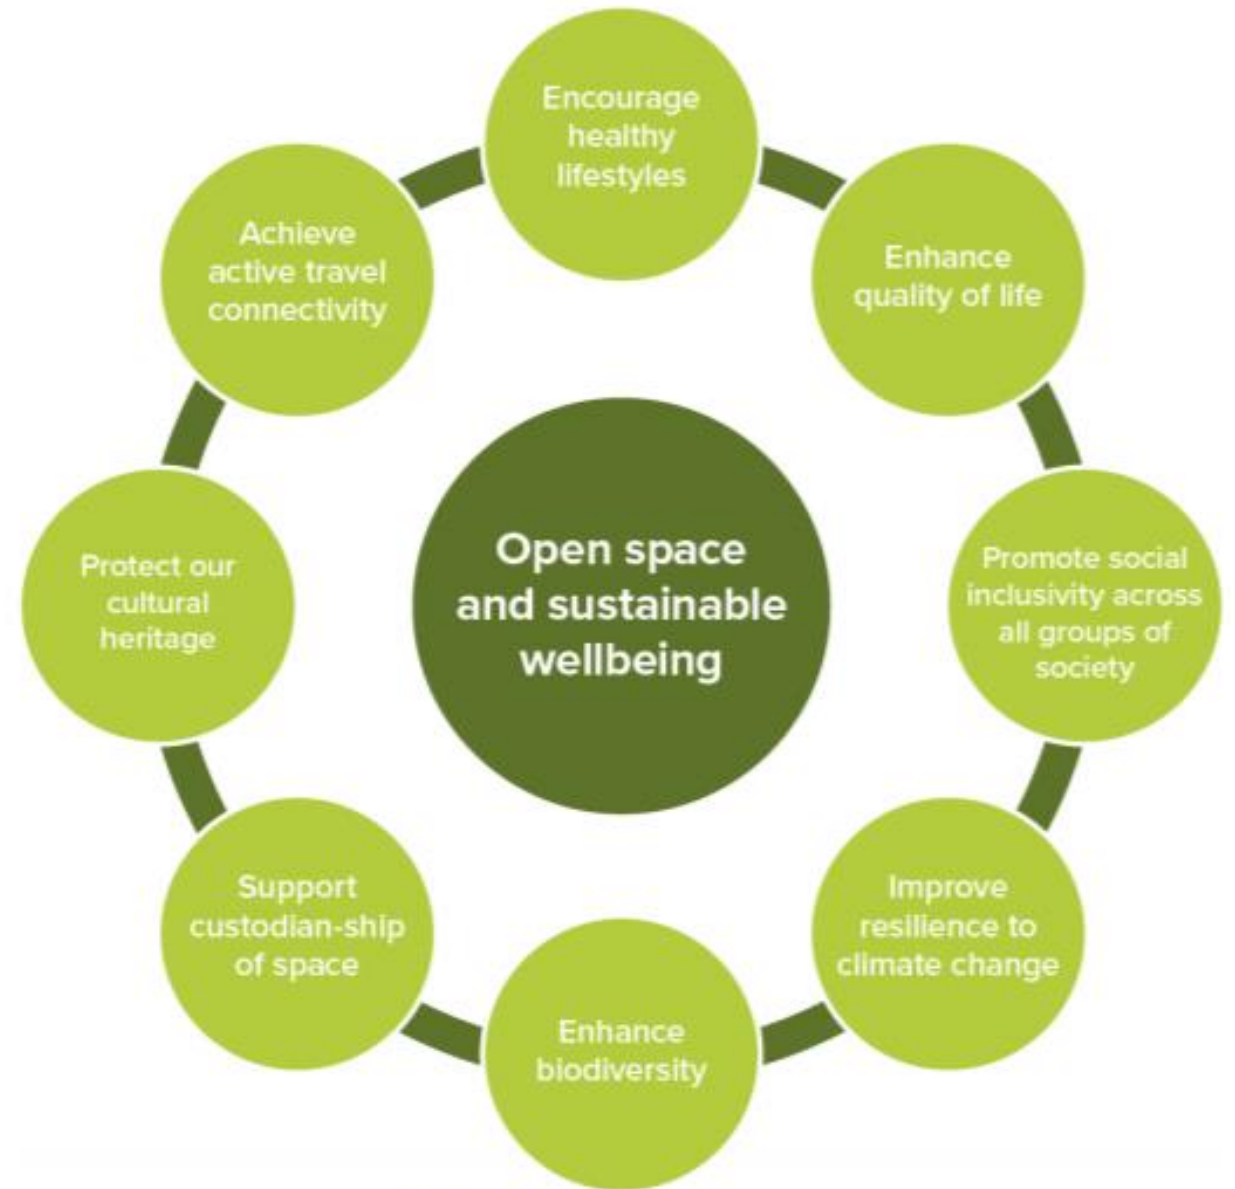 Encourage
healthy
lifestyles
Enhance
quality of life
Promote social
inclusivity across
all groups of
society
Improve
resilience to
climate change
Enhance
biodiversity
Support
custodian-ship
of space
Protect our
cultural
heritage
Achieve
active travel
connectivity
Open space
and sustainable
wellbeing